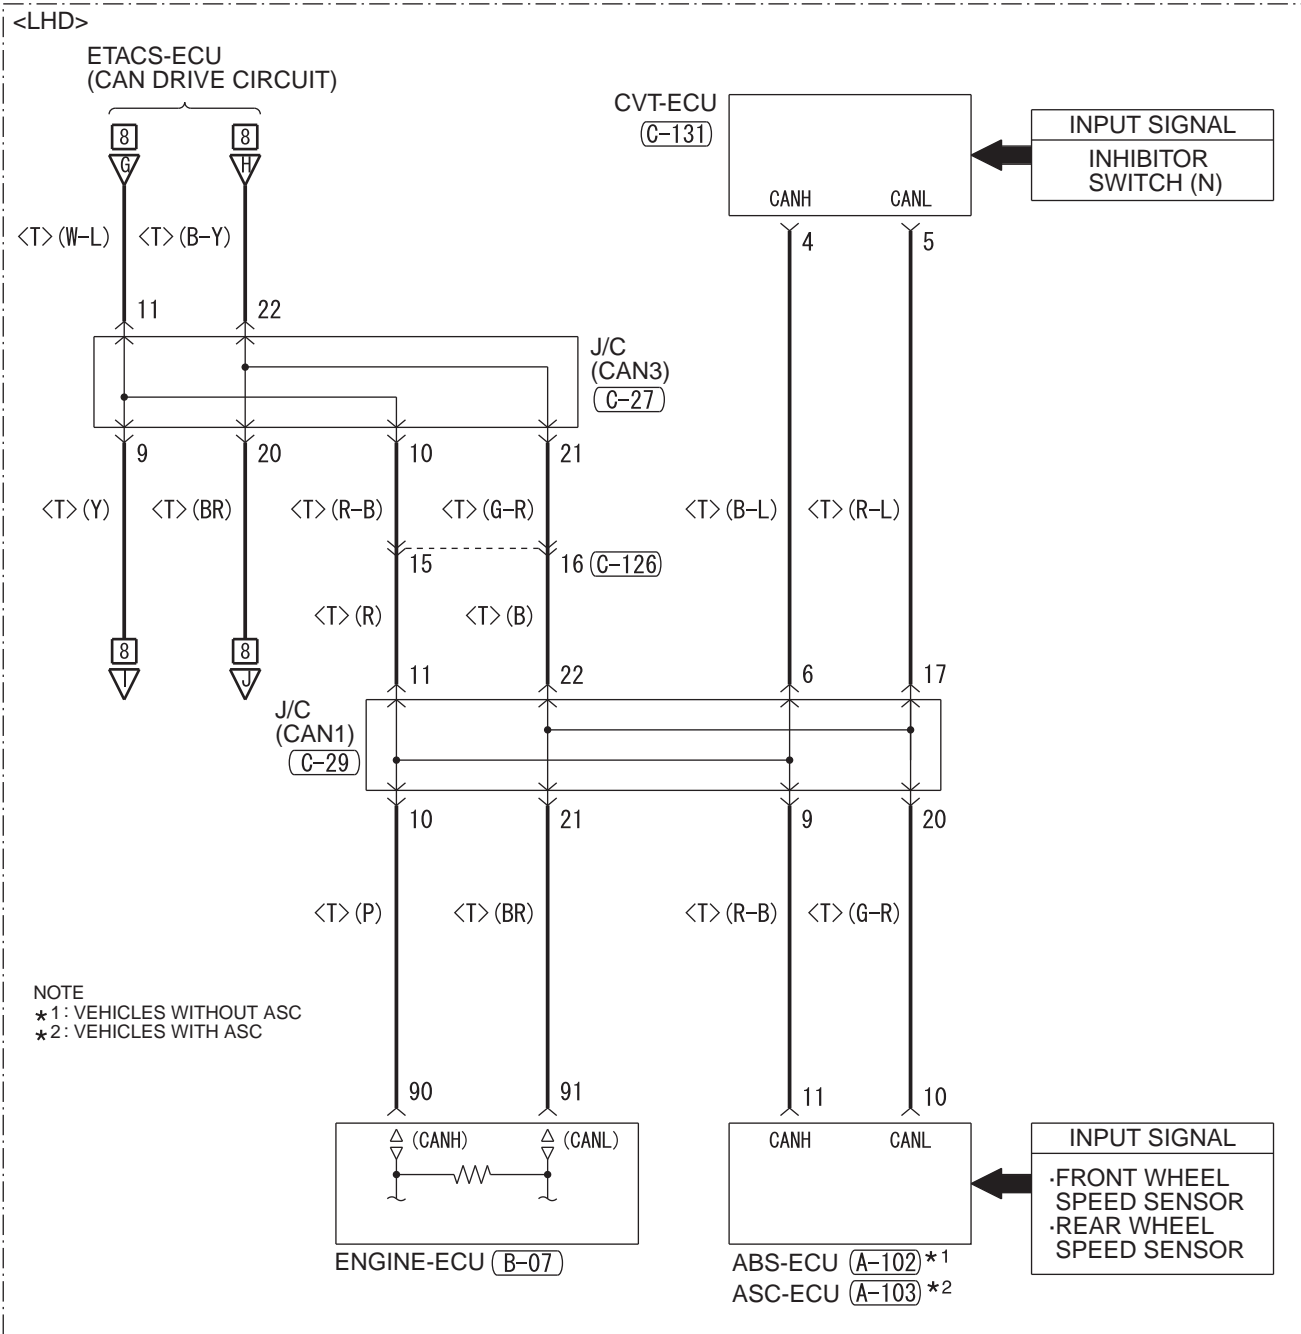 <LHD>
ETACS-ECU
(CAN DRIVE CIRCUIT)
8 8
G H
<T>(W-L) <T>(B-Y)
11 22
J/C
(CAN3)
C-27
9 20 10 21
<T>(Y) <T>(BR) <T>(R-B) <T>(G-R)
15 16 C-126
<T>(R) <T>(B)
8 8
I J
CVT-ECU
C-131
CANH CANL
4 5
INPUT SIGNAL
INHIBITOR
SWITCH (N)
<T>(B-L) <T>(R-L)
11 22 6 17
J/C
(CAN1)
C-29
10 21 9 20
<T>(P) <T>(BR) <T>(R-B) <T>(G-R)
NOTE
*1: VEHICLES WITHOUT ASC
*2: VEHICLES WITH ASC
90 91 11 10
(CANH) (CANL) CANH CANL
ENGINE-ECU B-07
ABS-ECU A-102 *1
ASC-ECU A-103 *2
INPUT SIGNAL
·FRONT WHEEL
SPEED SENSOR
·REAR WHEEL
SPEED SENSOR